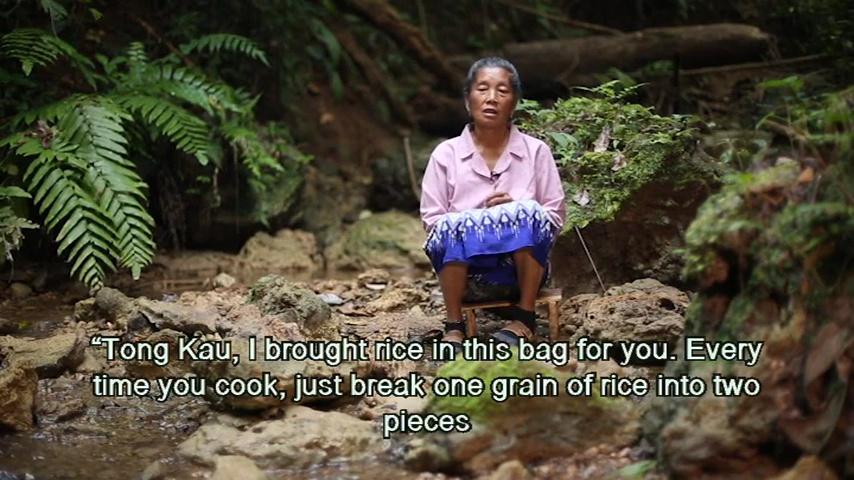 “Tong Kau, I brought rice in this bag for you. Every
time you cook, just break one grain of rice into two
pieces